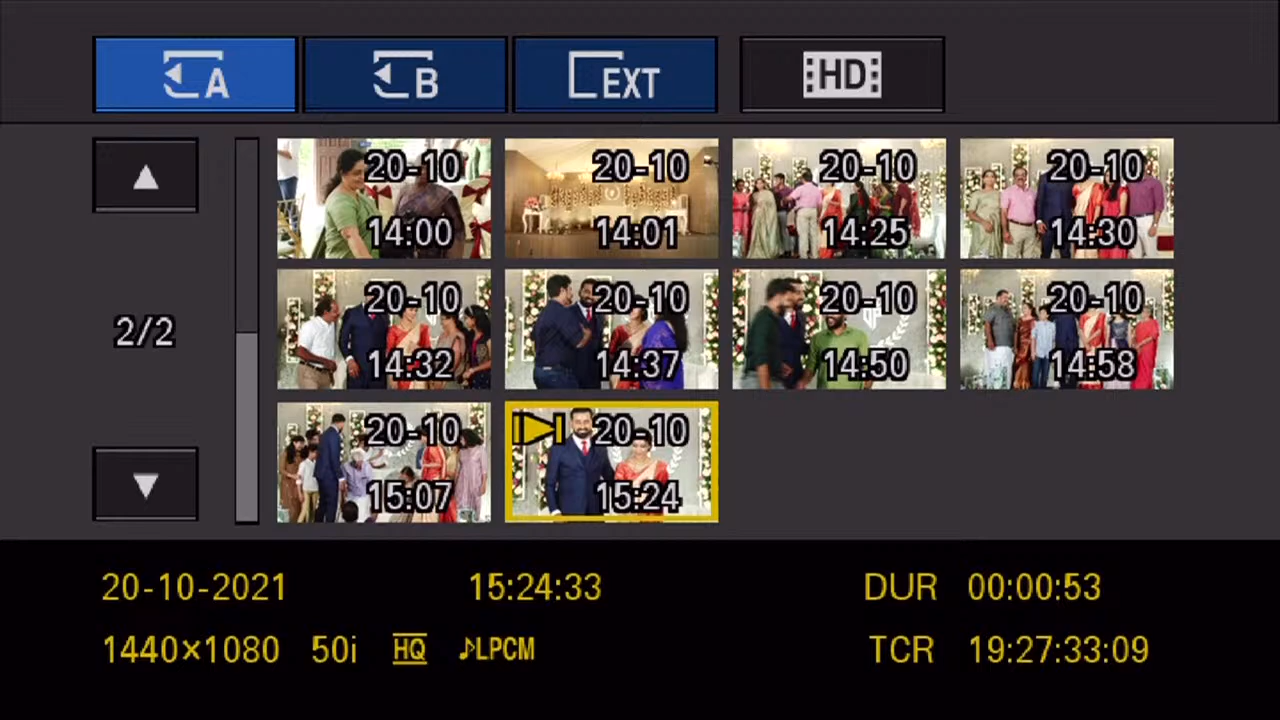 A B EXT HD
20-10 20-10 20-10 20-10
14:00 14:01 14:25 14:30
2/2
20-10 20-10 20-10 20-10
14:32 14:37 14:50 14:58
20-10 20-10
15:07 15:24
20-10-2021 15:24:33 DUR 00:00:53
1440×1080 50i HQ ♪LPCM TCR 19:27:33:09